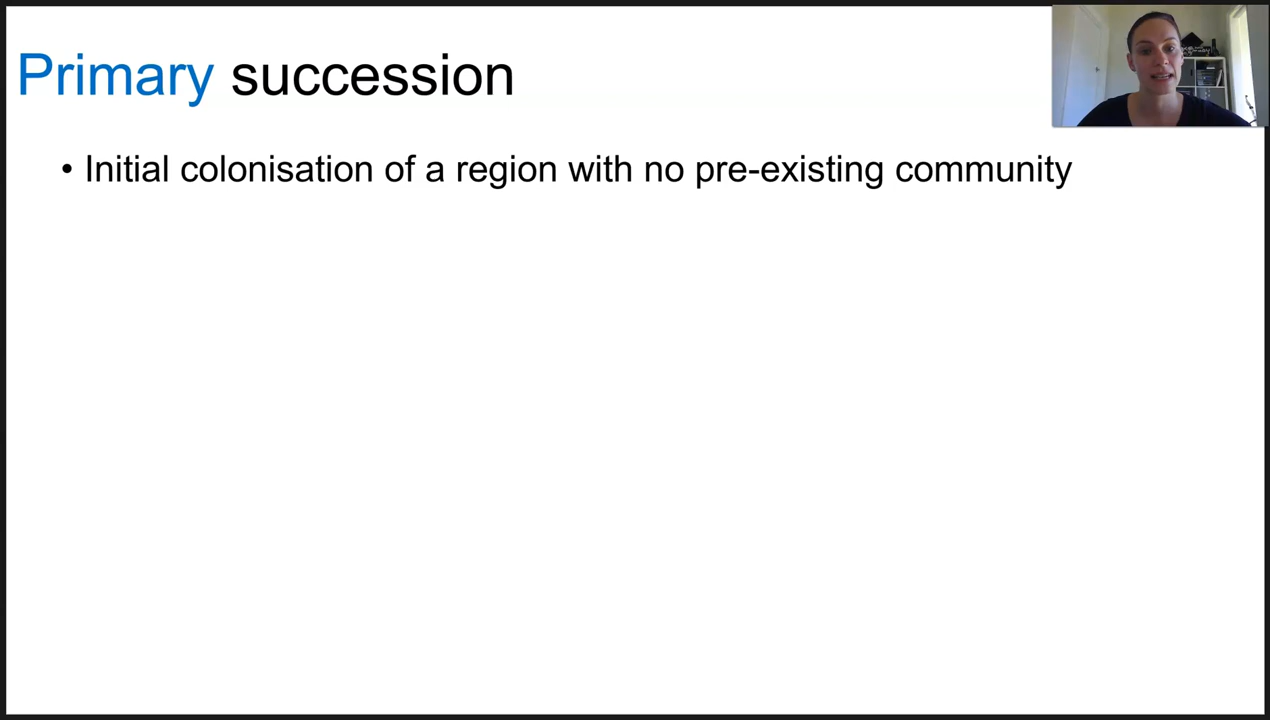 Primary succession
• Initial colonisation of a region with no pre-existing community